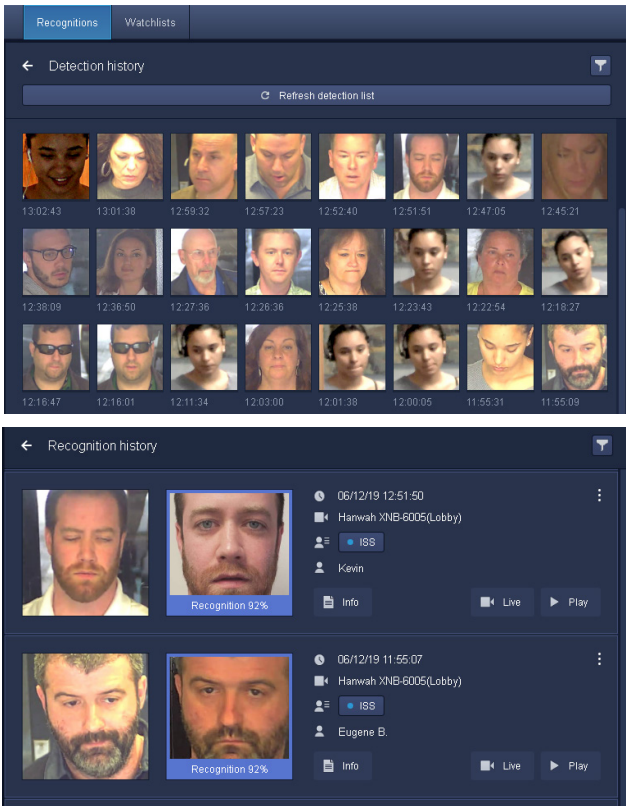 Recognitions Watchlists
Detection history
Refresh detection list
13:02:43 13:01:38 12:59:32 12:57:23 12:52:40 12:51:51 12:47:05 12:45:21
12:38:09 12:36:50 12:27:36 12:26:36 12:25:38 12:23:43 12:22:54 12:18:27
12:16:47 12:16:01 12:11:34 12:03:00 12:01:38 12:00:05 11:55:31 11:55:09
Recognition history
06/12/19 12:51:50
Hanwah XNB-6005(Lobby)
ISS
Kevin
Recognition 92% Info Live Play
06/12/19 11:55:07
Hanwah XNB-6005(Lobby)
ISS
Eugene B.
Recognition 92% Info Live Play